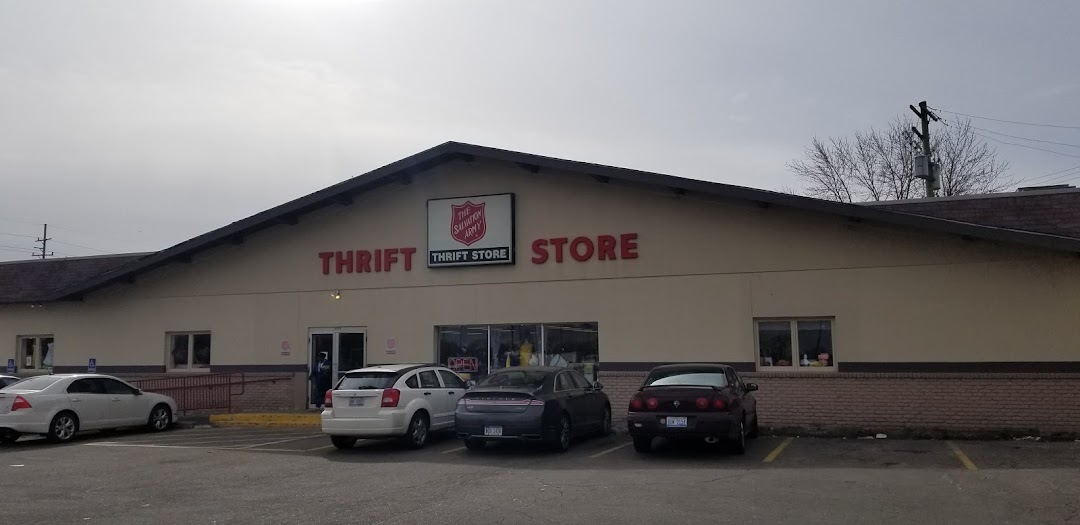 THE
SALVATION
ARMY
THRIFT STORE
THRIFT STORE
OPEN